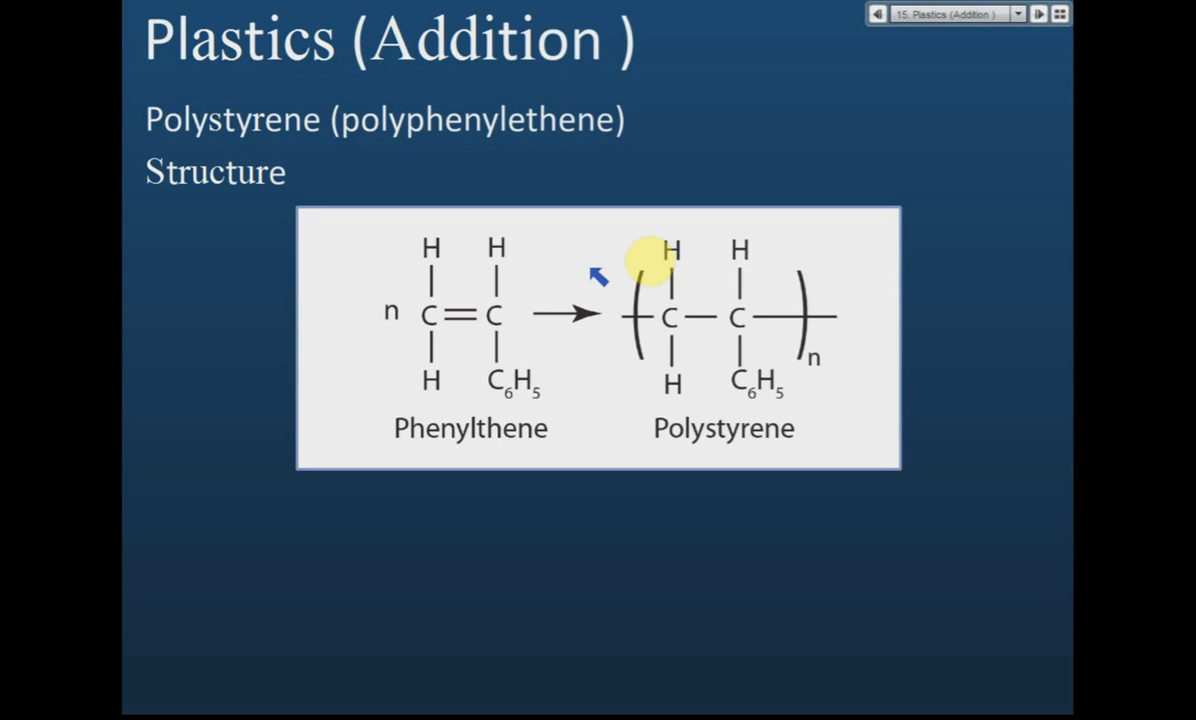 15. Plastics (Addition )
Plastics (Addition )
Polystyrene (polyphenylethene)
Structure
H H H H
n C C C C n
H C6H5 H C6H5
Phenylthene Polystyrene